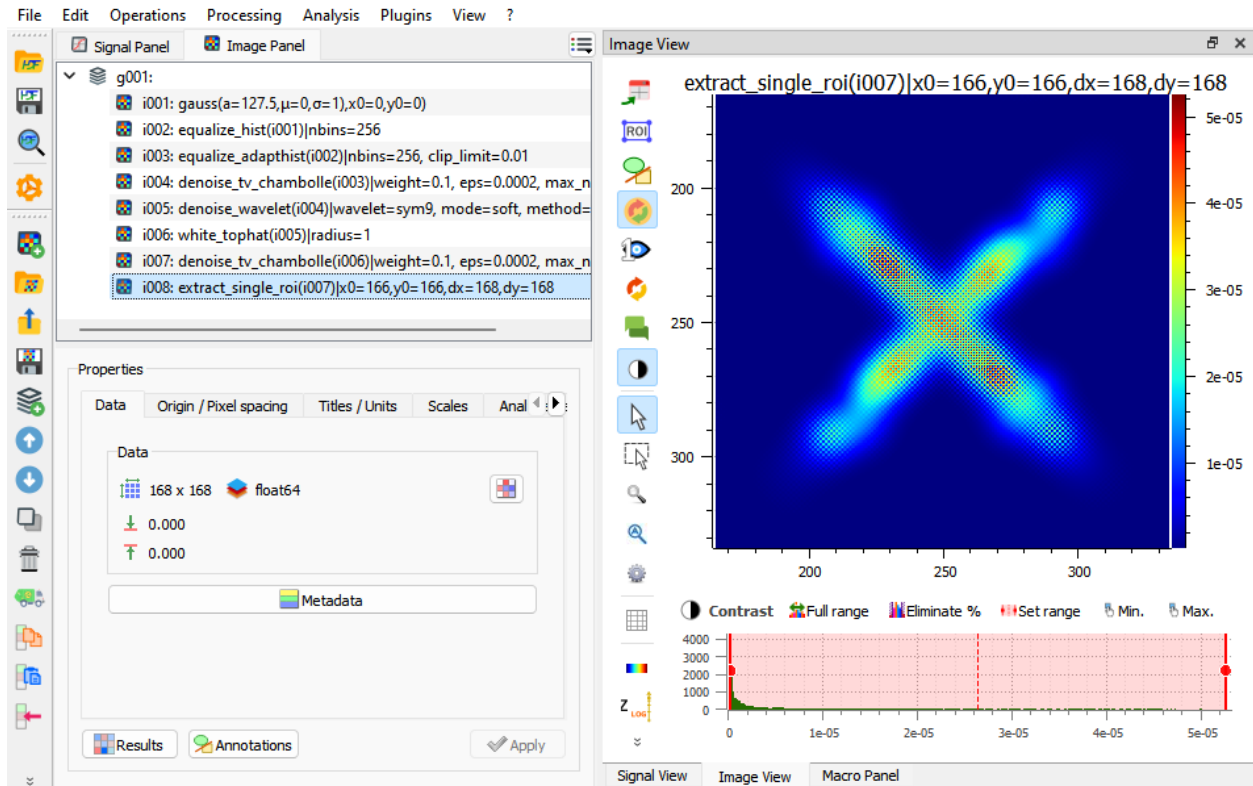 File Edit Operations Processing Analysis Plugins View ?
Signal Panel Image Panel
g001:
i001: gauss(a=127.5,μ=0,σ=1),x0=0,y0=0)
i002: equalize_hist(i001)|nbins=256
i003: equalize_adapthist(i002)|nbins=256, clip_limit=0.01
i004: denoise_tv_chambolle(i003)|weight=0.1, eps=0.0002, max_n
i005: denoise_wavelet(i004)|wavelet=sym9, mode=soft, method=
i006: white_tophat(i005)|radius=1
i007: denoise_tv_chambolle(i006)|weight=0.1, eps=0.0002, max_n
i008: extract_single_roi(i007)|x0=166,y0=166,dx=168,dy=168
Properties
Data Origin / Pixel spacing Titles / Units Scales Anal
Data
168 x 168 float64
0.000
0.000
Metadata
Results Annotations Apply
Image View
ROI
1
Z LOG
extract_single_roi(i007)|x0=166,y0=166,dx=168,dy=168
200
250
300
200 250 300
5e-05
4e-05
3e-05
2e-05
1e-05
Contrast Full range Eliminate % Set range Min. Max.
4000
3000
2000
1000
0
0 1e-05 2e-05 3e-05 4e-05 5e-05
Signal View Image View Macro Panel